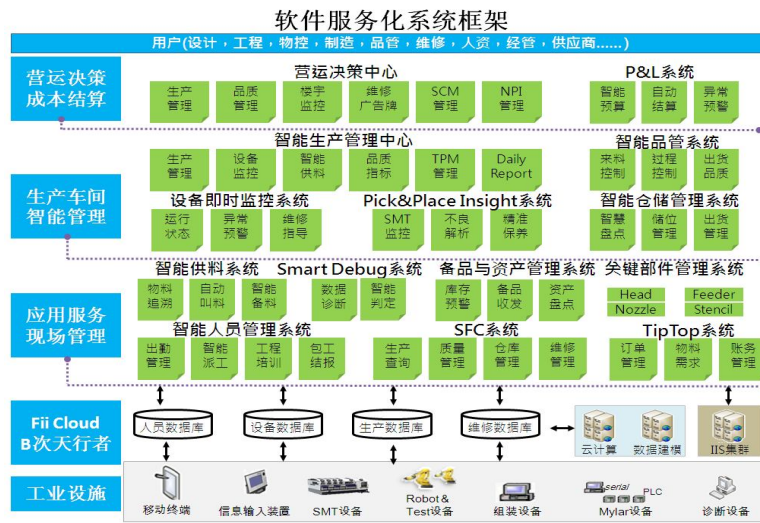 软件服务化系统框架
用户(设计，工程，物控，制造，品管，维修，人资，经管，供应商......)
营运决策
成本结算
营运决策中心
生产
管理
品质
管理
楼宇
监控
维修
广告牌
SCM
管理
NPI
管理
P&L系统
智能
预算
自动
结算
异常
预警
生产车间
智能管理
智能生产管理中心
生产
管理
设备
监控
智能
供料
品质
指标
TPM
管理
Daily
Report
智能品管系统
来料
控制
过程
控制
出货
品质
设备即时监控系统
运行
状态
异常
预警
维修
指导
Pick&Place Insight系统
SMT
监控
不良
解析
精准
保养
智能仓储管理系统
智慧
盘点
储位
管理
出货
管理
应用服务
现场管理
智能供料系统
物料
追溯
自动
叫料
智能
备料
Smart Debug系统
数据
诊断
智能
判定
备品与资产管理系统
库存
预警
备品
收发
资产
盘点
关键部件管理系统
Head
Feeder
Nozzle
Stencil
智能人员管理系统
出勤
管理
智能
派工
工程
培训
包工
结报
SFC系统
生产
查询
质量
管理
仓库
管理
维修
管理
TipTop系统
订单
管理
物料
需求
账务
管理
Fii Cloud
B次天行者
人员数据库
设备数据库
生产数据库
维修数据库
云计算
数据建模
IIS集群
工业设施
移动终端
信息输入装置
SMT设备
Robot &
Test设备
组装设备
serial
PLC
Mylar设备
诊断设备